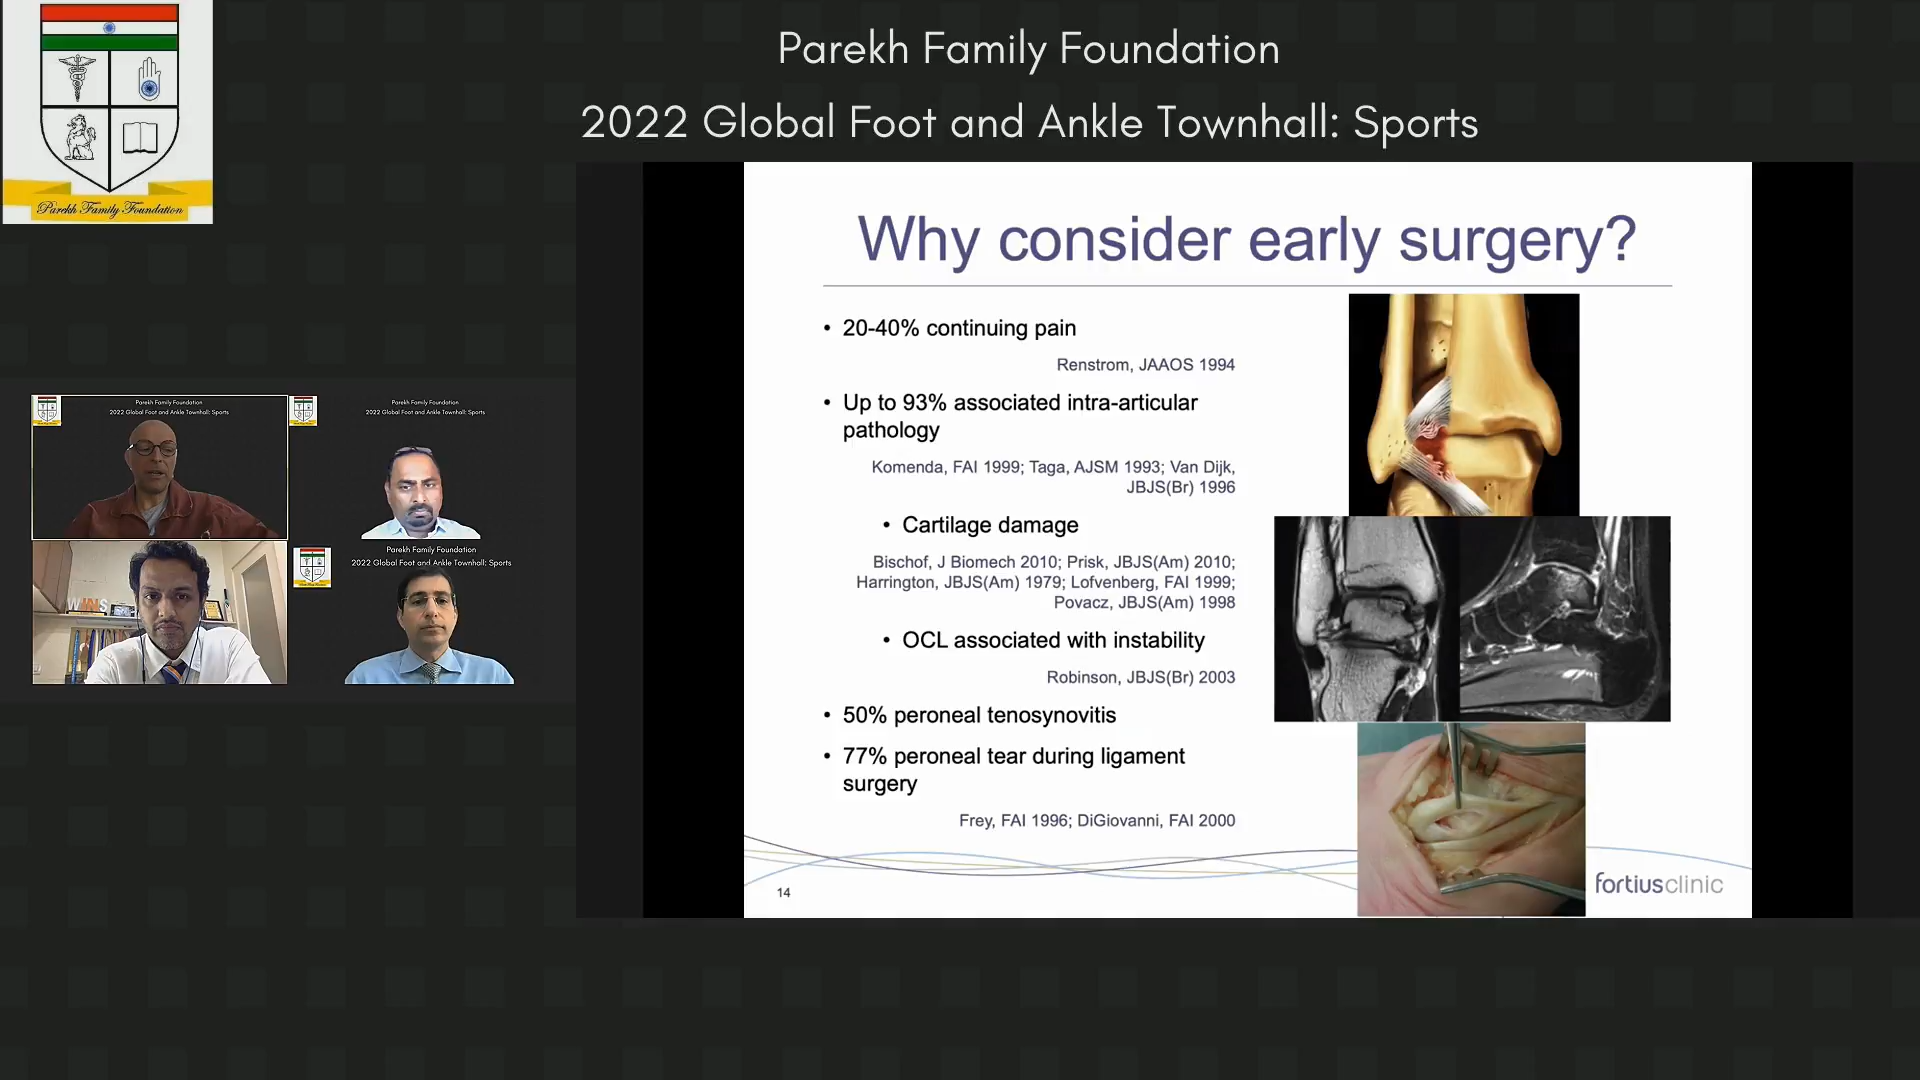 Parekh Family Foundation
2022 Global Foot and Ankle Townhall: Sports
Parekh Family Foundation
Why consider early surgery?
• 20-40% continuing pain
Renstrom, JAAOS 1994
• Up to 93% associated intra-articular
pathology
Komenda, FAI 1999; Taga, AJSM 1993; Van Dijk,
JBJS(Br) 1996
• Cartilage damage
Bischof, J Biomech 2010; Prisk, JBJS(Am) 2010;
Harrington, JBJS(Am) 1979; Lofvenberg, FAI 1999;
Povacz, JBJS(Am) 1998
• OCL associated with instability
Robinson, JBJS(Br) 2003
• 50% peroneal tenosynovitis
• 77% peroneal tear during ligament
surgery
Frey, FAI 1996; DiGiovanni, FAI 2000
14
fortiusclinic
Parekh Family Foundation
2022 Global Foot and Ankle Townhall: Sports
Parekh Family Foundation
2022 Global Foot and Ankle Townhall: Sports
Parekh Family Foundation
2022 Global Foot and Ankle Townhall: Sports